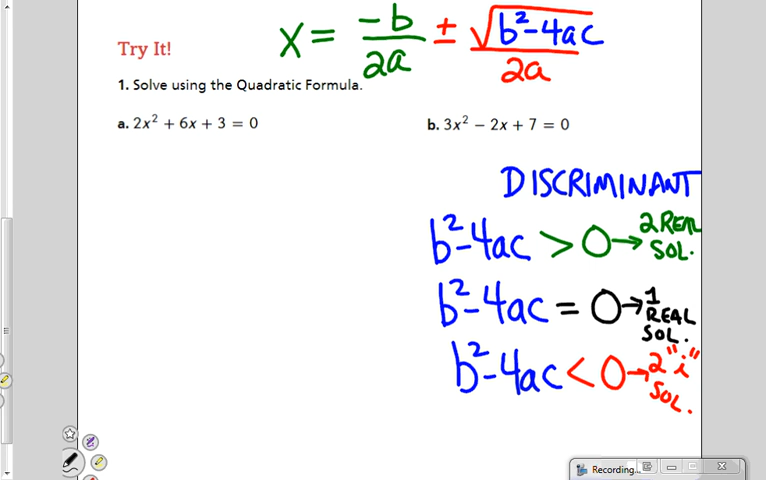 Try It!
x = -b/2a ± √(b²-4ac)/2a
1. Solve using the Quadratic Formula.
a. 2x² + 6x + 3 = 0
b. 3x² − 2x + 7 = 0
DISCRIMINANT
b²-4ac > 0 → 2 REAL
SOL.
b²-4ac = 0 → 1
REAL
SOL.
b²-4ac < 0 → 2 "i"
SOL.
Recording...